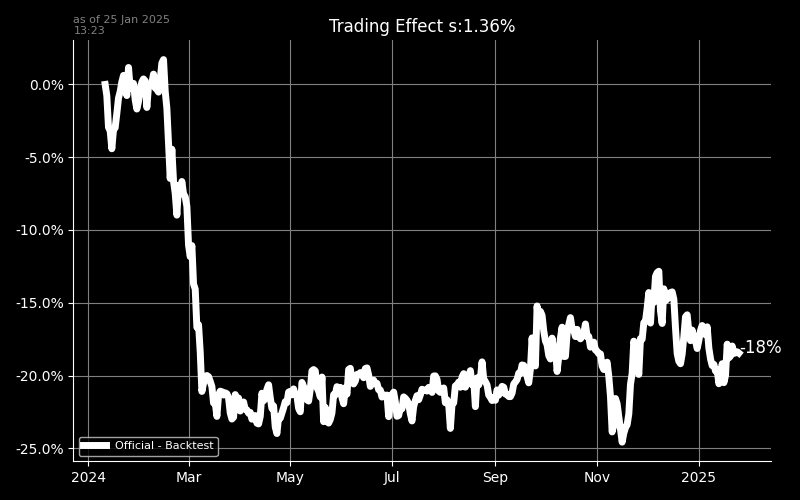 as of 25 Jan 2025
13:23
Trading Effect s:1.36%
0.0%
-5.0%
-10.0%
-15.0%
-20.0%
-25.0%
-18%
Official - Backtest
2024 Mar May Jul Sep Nov 2025